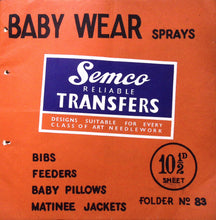 BABY WEAR SPRAYS
Semco
RELIABLE
TRANSFERS
DESIGNS SUITABLE FOR EVERY
CLASS OF ART NEEDLEWORK
BIBS
FEEDERS
BABY PILLOWS
MATINEE JACKETS
10½D
SHEET
FOLDER No 83